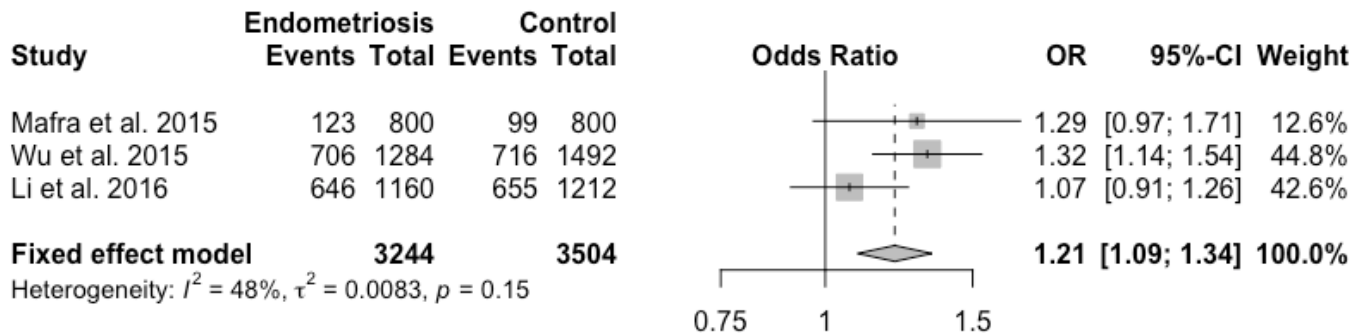 Endometriosis Control
Study Events Total Events Total Odds Ratio OR 95%-CI Weight
Mafra et al. 2015 123 800 99 800 1.29 [0.97; 1.71] 12.6%
Wu et al. 2015 706 1284 716 1492 1.32 [1.14; 1.54] 44.8%
Li et al. 2016 646 1160 655 1212 1.07 [0.91; 1.26] 42.6%
Fixed effect model 3244 3504 1.21 [1.09; 1.34] 100.0%
Heterogeneity: I² = 48%, τ² = 0.0083, p = 0.15
0.75 1 1.5